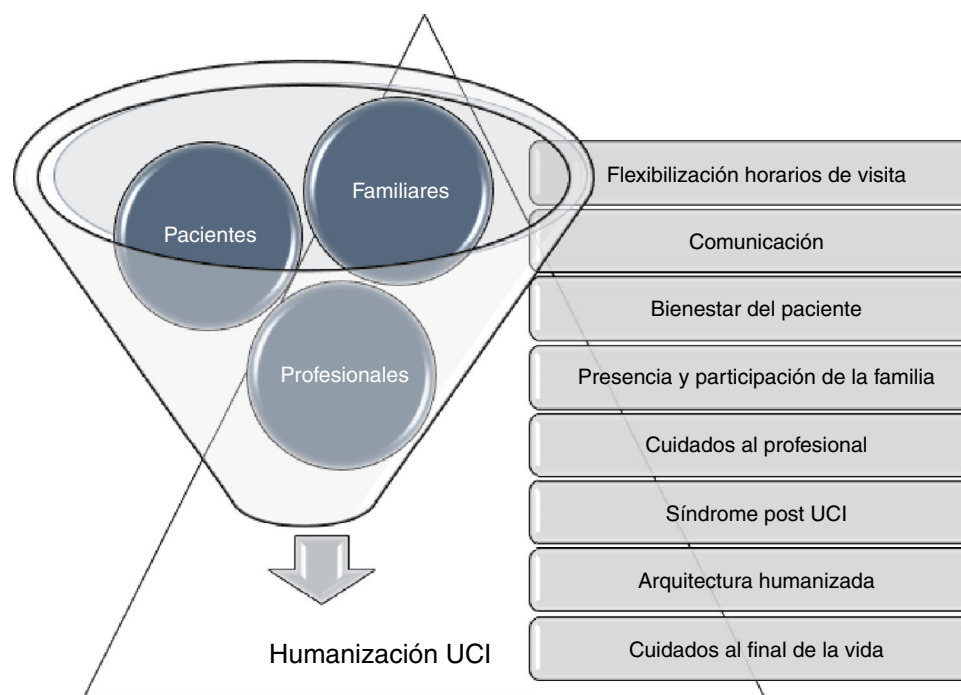 Familiares
Pacientes
Profesionales
Humanización UCI
Flexibilización horarios de visita
Comunicación
Bienestar del paciente
Presencia y participación de la familia
Cuidados al profesional
Síndrome post UCI
Arquitectura humanizada
Cuidados al final de la vida